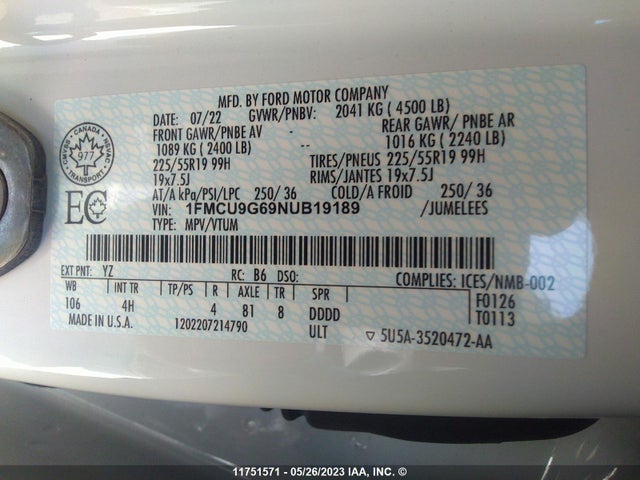 MFD. BY FORD MOTOR COMPANY
DATE: 07/22 GVWR/PNBV: 2041 KG ( 4500 LB)
FRONT GAWR/PNBE AV -- REAR GAWR/ PNBE AR
1089 KG ( 2400 LB) 1016 KG ( 2240 LB)
225/55R19 99H TIRES/PNEUS 225/55R19 99H
19x7.5J RIMS/JANTES 19x7.5J
AT/A kPa/PSI/LPC 250/ 36 COLD/A FROID 250/ 36
VIN: 1FMCU9G69NUB19189 /JUMELEES
TYPE: MPV/VTUM
CANADA
CMVSS 977 NSVAC
EC
EXT PNT: YZ RC: B6 DSO: COMPLIES: ICES/NMB-002
WB INT TR TP/PS R AXLE TR SPR F0126
106 4H 4 81 8 DDDD T0113
MADE IN U.S.A. 1202207214790 ULT ▽ 5U5A-3520472-AA
11751571 - 05/26/2023 IAA, INC. ©